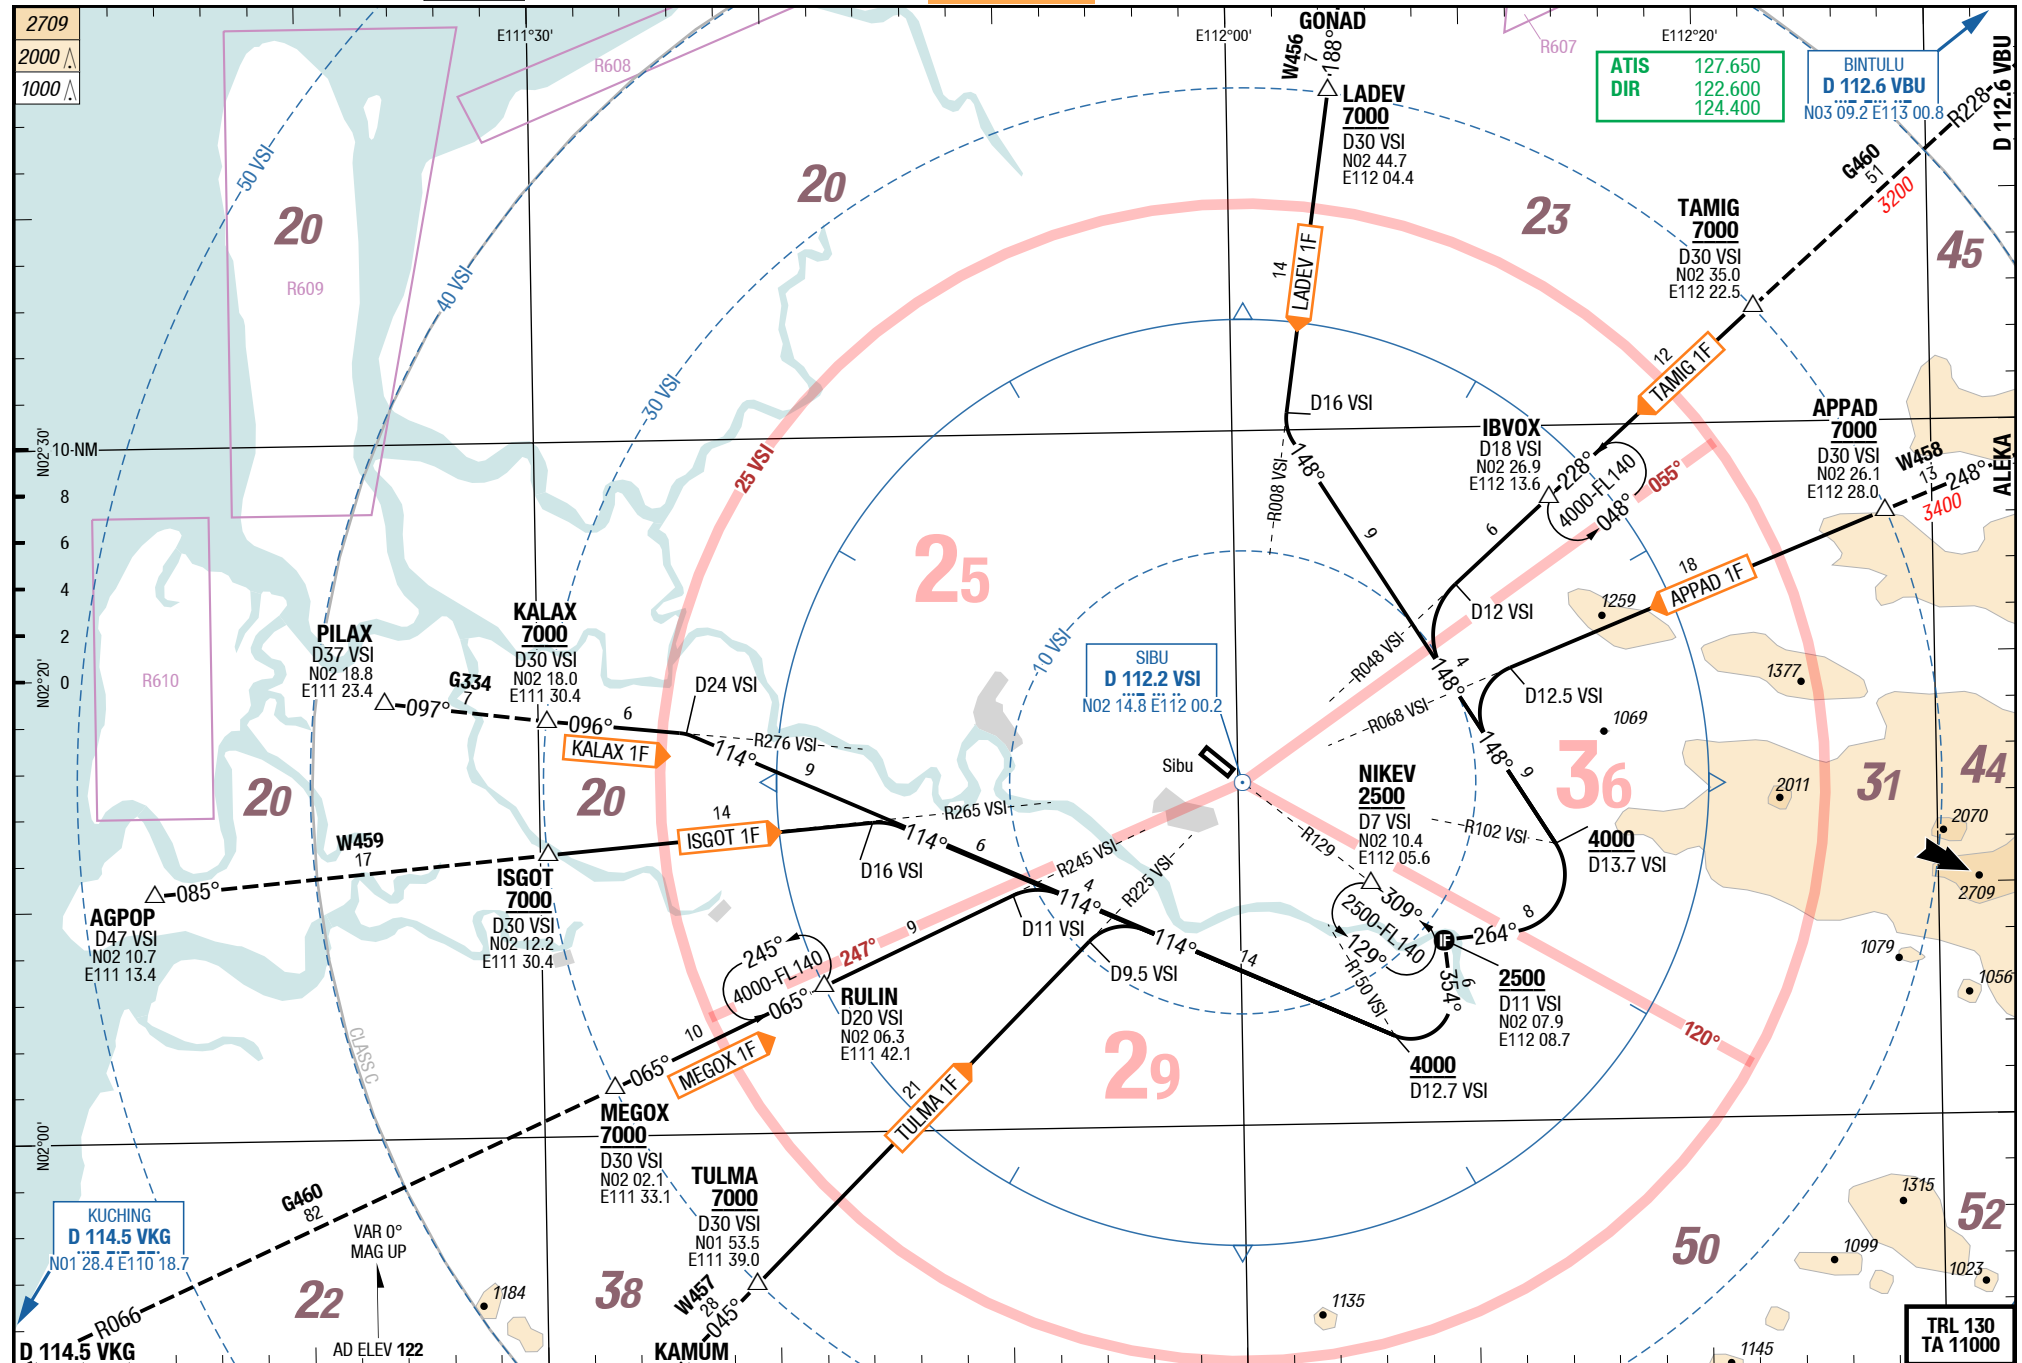 2709
2000
1000
E111°30'
E112°00'
E112°20'
GONAD
W456
7
188°
LADEV
7000
D30 VSI
N02 44.7
E112 04.4
R607
R608
R609
R610
ATIS 127.650
DIR 122.600
124.400
BINTULU
D 112.6 VBU
N03 09.2 E113 00.8
R228
D 112.6 VBU
G460
51
3200
50 VSI
40 VSI
30 VSI
25 VSI
10 VSI
20
20
23
45
TAMIG
7000
D30 VSI
N02 35.0
E112 22.5
14
LADEV 1F
12
TAMIG 1F
D16 VSI
148°
R008 VSI
9
IBVOX
D18 VSI
N02 26.9
E112 13.6
228°
4000-FL140
048°
055°
6
APPAD
7000
D30 VSI
N02 26.1
E112 28.0
W458
13
248°
3400
ALEKA
N02°30'
10-NM
8
6
4
2
0
N02°20'
25
18
APPAD 1F
1259
D12 VSI
R048 VSI
4
148°
R068 VSI
D12.5 VSI
1377
1069
KALAX
7000
D30 VSI
N02 18.0
E111 30.4
PILAX
D37 VSI
N02 18.8
E111 23.4
G334
7
097°
096°
6
D24 VSI
KALAX 1F
114°
R276 VSI
9
SIBU
D 112.2 VSI
N02 14.8 E112 00.2
Sibu
148°
9
36
2011
31
44
2070
2709
20
20
14
ISGOT 1F
R265 VSI
D16 VSI
114°
6
W459
17
085°
AGPOP
D47 VSI
N02 10.7
E111 13.4
ISGOT
7000
D30 VSI
N02 12.2
E111 30.4
NIKEV
2500
D7 VSI
N02 10.4
E112 05.6
R129
R102 VSI
4000
D13.7 VSI
R245 VSI
R225 VSI
4
114°
D11 VSI
D9.5 VSI
114°
14
309°
2500-FL140
129°
R150 VSI
IF
264°
8
354°
6
2500
D11 VSI
N02 07.9
E112 08.7
1079
1056
245°
4000-FL140
065°
247°
9
RULIN
D20 VSI
N02 06.3
E111 42.1
10
065°
MEGOX 1F
MEGOX
7000
D30 VSI
N02 02.1
E111 33.1
21
TULMA 1F
29
4000
D12.7 VSI
120°
CLASS C
N02°00'
TULMA
7000
D30 VSI
N01 53.5
E111 39.0
W457
28
045°
KAMUM
G460
82
KUCHING
D 114.5 VKG
N01 28.4 E110 18.7
R066
D 114.5 VKG
VAR 0°
MAG UP
AD ELEV 122
22
38
1184
1135
50
52
1315
1099
1023
1145
TRL 130
TA 11000